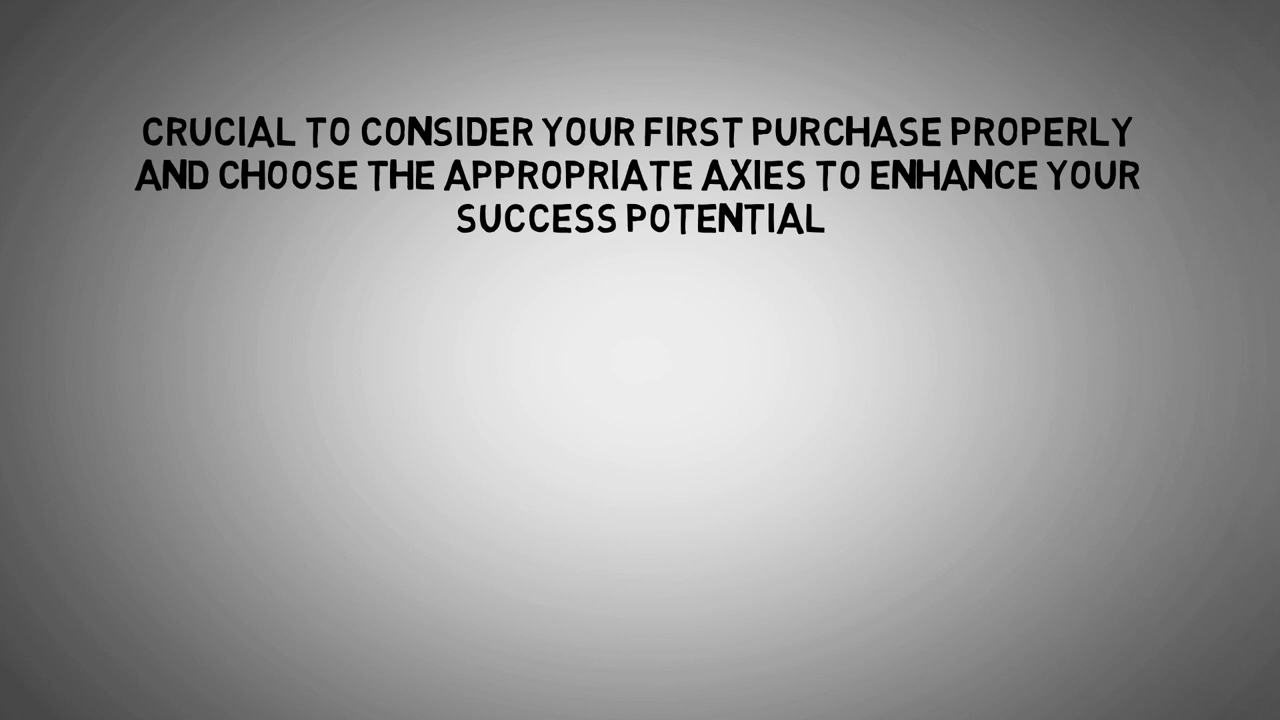 CRUCIAL TO CONSIDER YOUR FIRST PURCHASE PROPERLY
AND CHOOSE THE APPROPRIATE AXIES TO ENHANCE YOUR
SUCCESS POTENTIAL